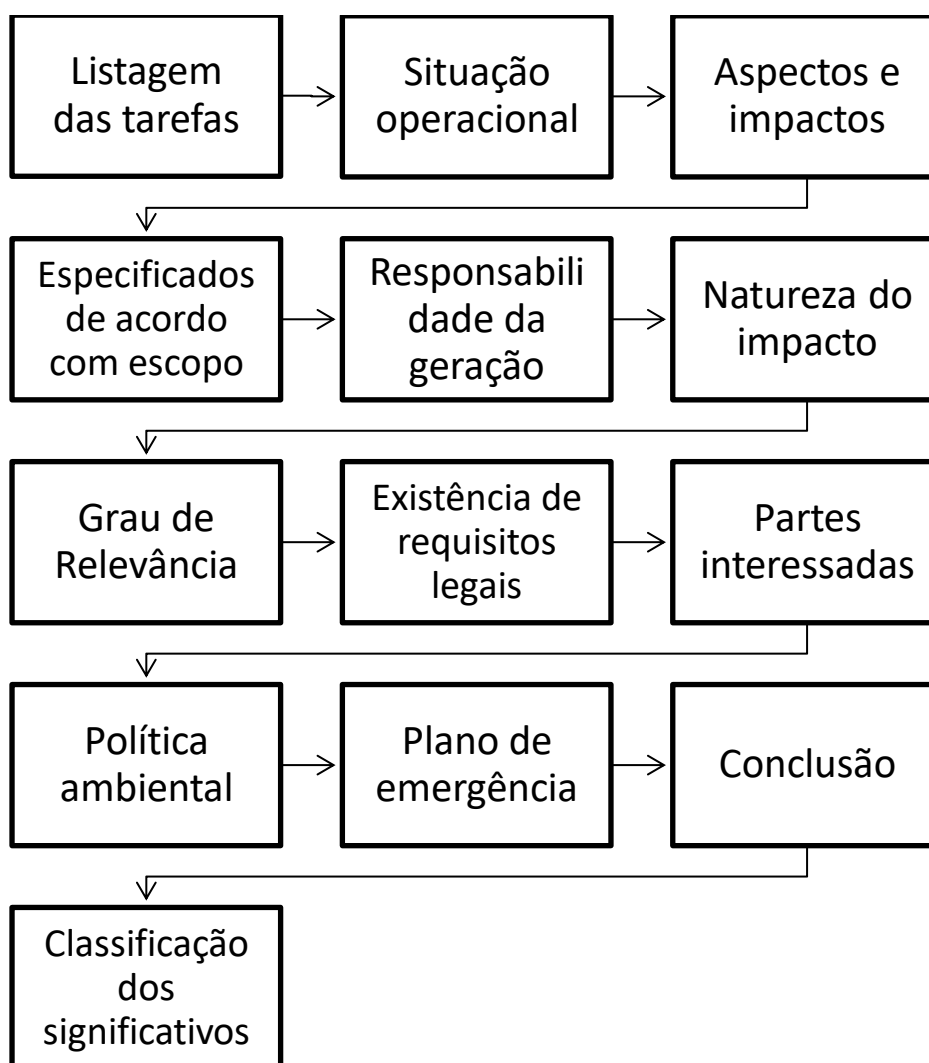 Listagem
das tarefas
Situação
operacional
Aspectos e
impactos
Especificados
de acordo
com escopo
Responsabili
dade da
geração
Natureza do
impacto
Grau de
Relevância
Existência de
requisitos
legais
Partes
interessadas
Política
ambiental
Plano de
emergência
Conclusão
Classificação
dos
significativos